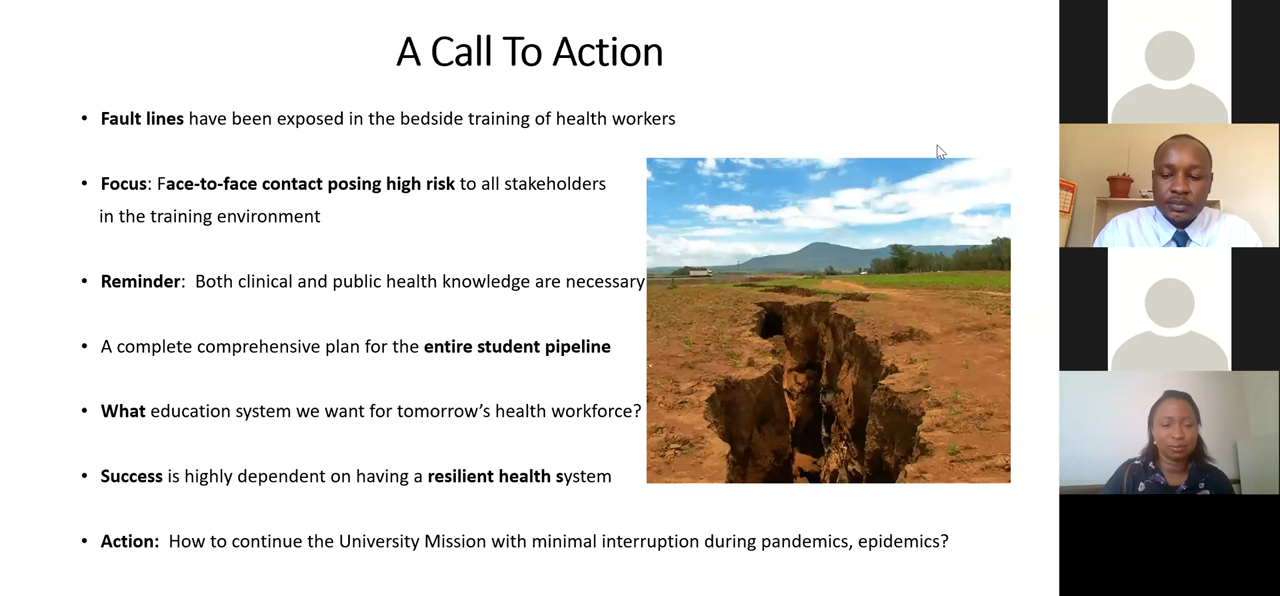 A Call To Action
• Fault lines have been exposed in the bedside training of health workers
• Focus: Face-to-face contact posing high risk to all stakeholders
in the training environment
• Reminder: Both clinical and public health knowledge are necessary
• A complete comprehensive plan for the entire student pipeline
• What education system we want for tomorrow’s health workforce?
• Success is highly dependent on having a resilient health system
• Action: How to continue the University Mission with minimal interruption during pandemics, epidemics?